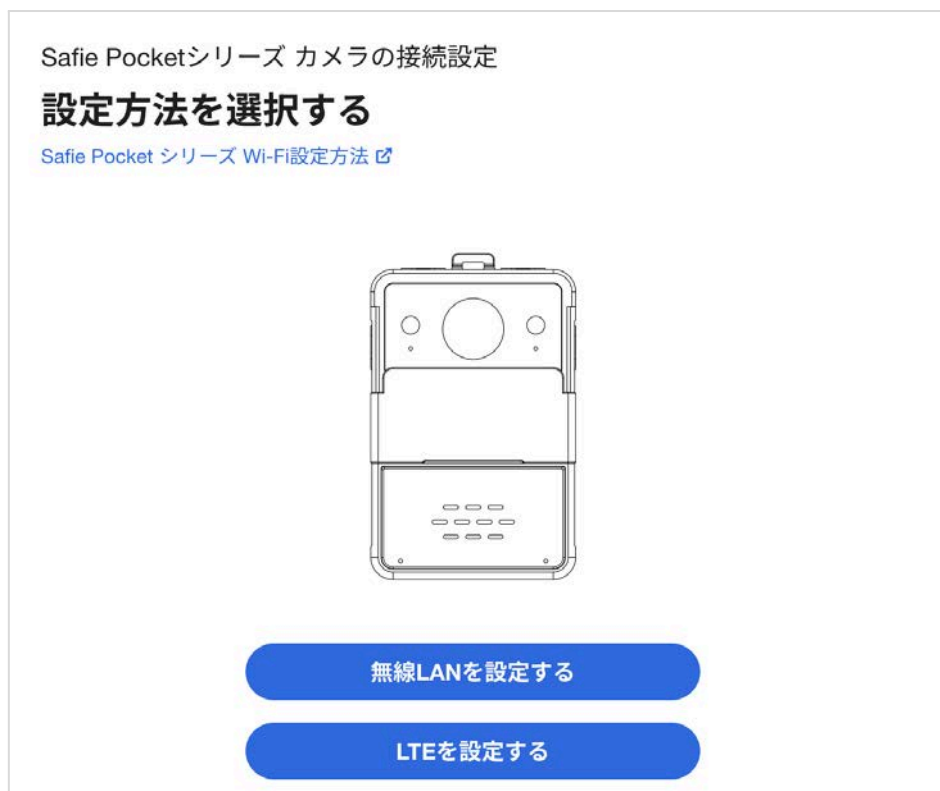 Safie Pocketシリーズ カメラの接続設定
設定方法を選択する
Safie Pocket シリーズ Wi-Fi設定方法
無線LANを設定する
LTEを設定する